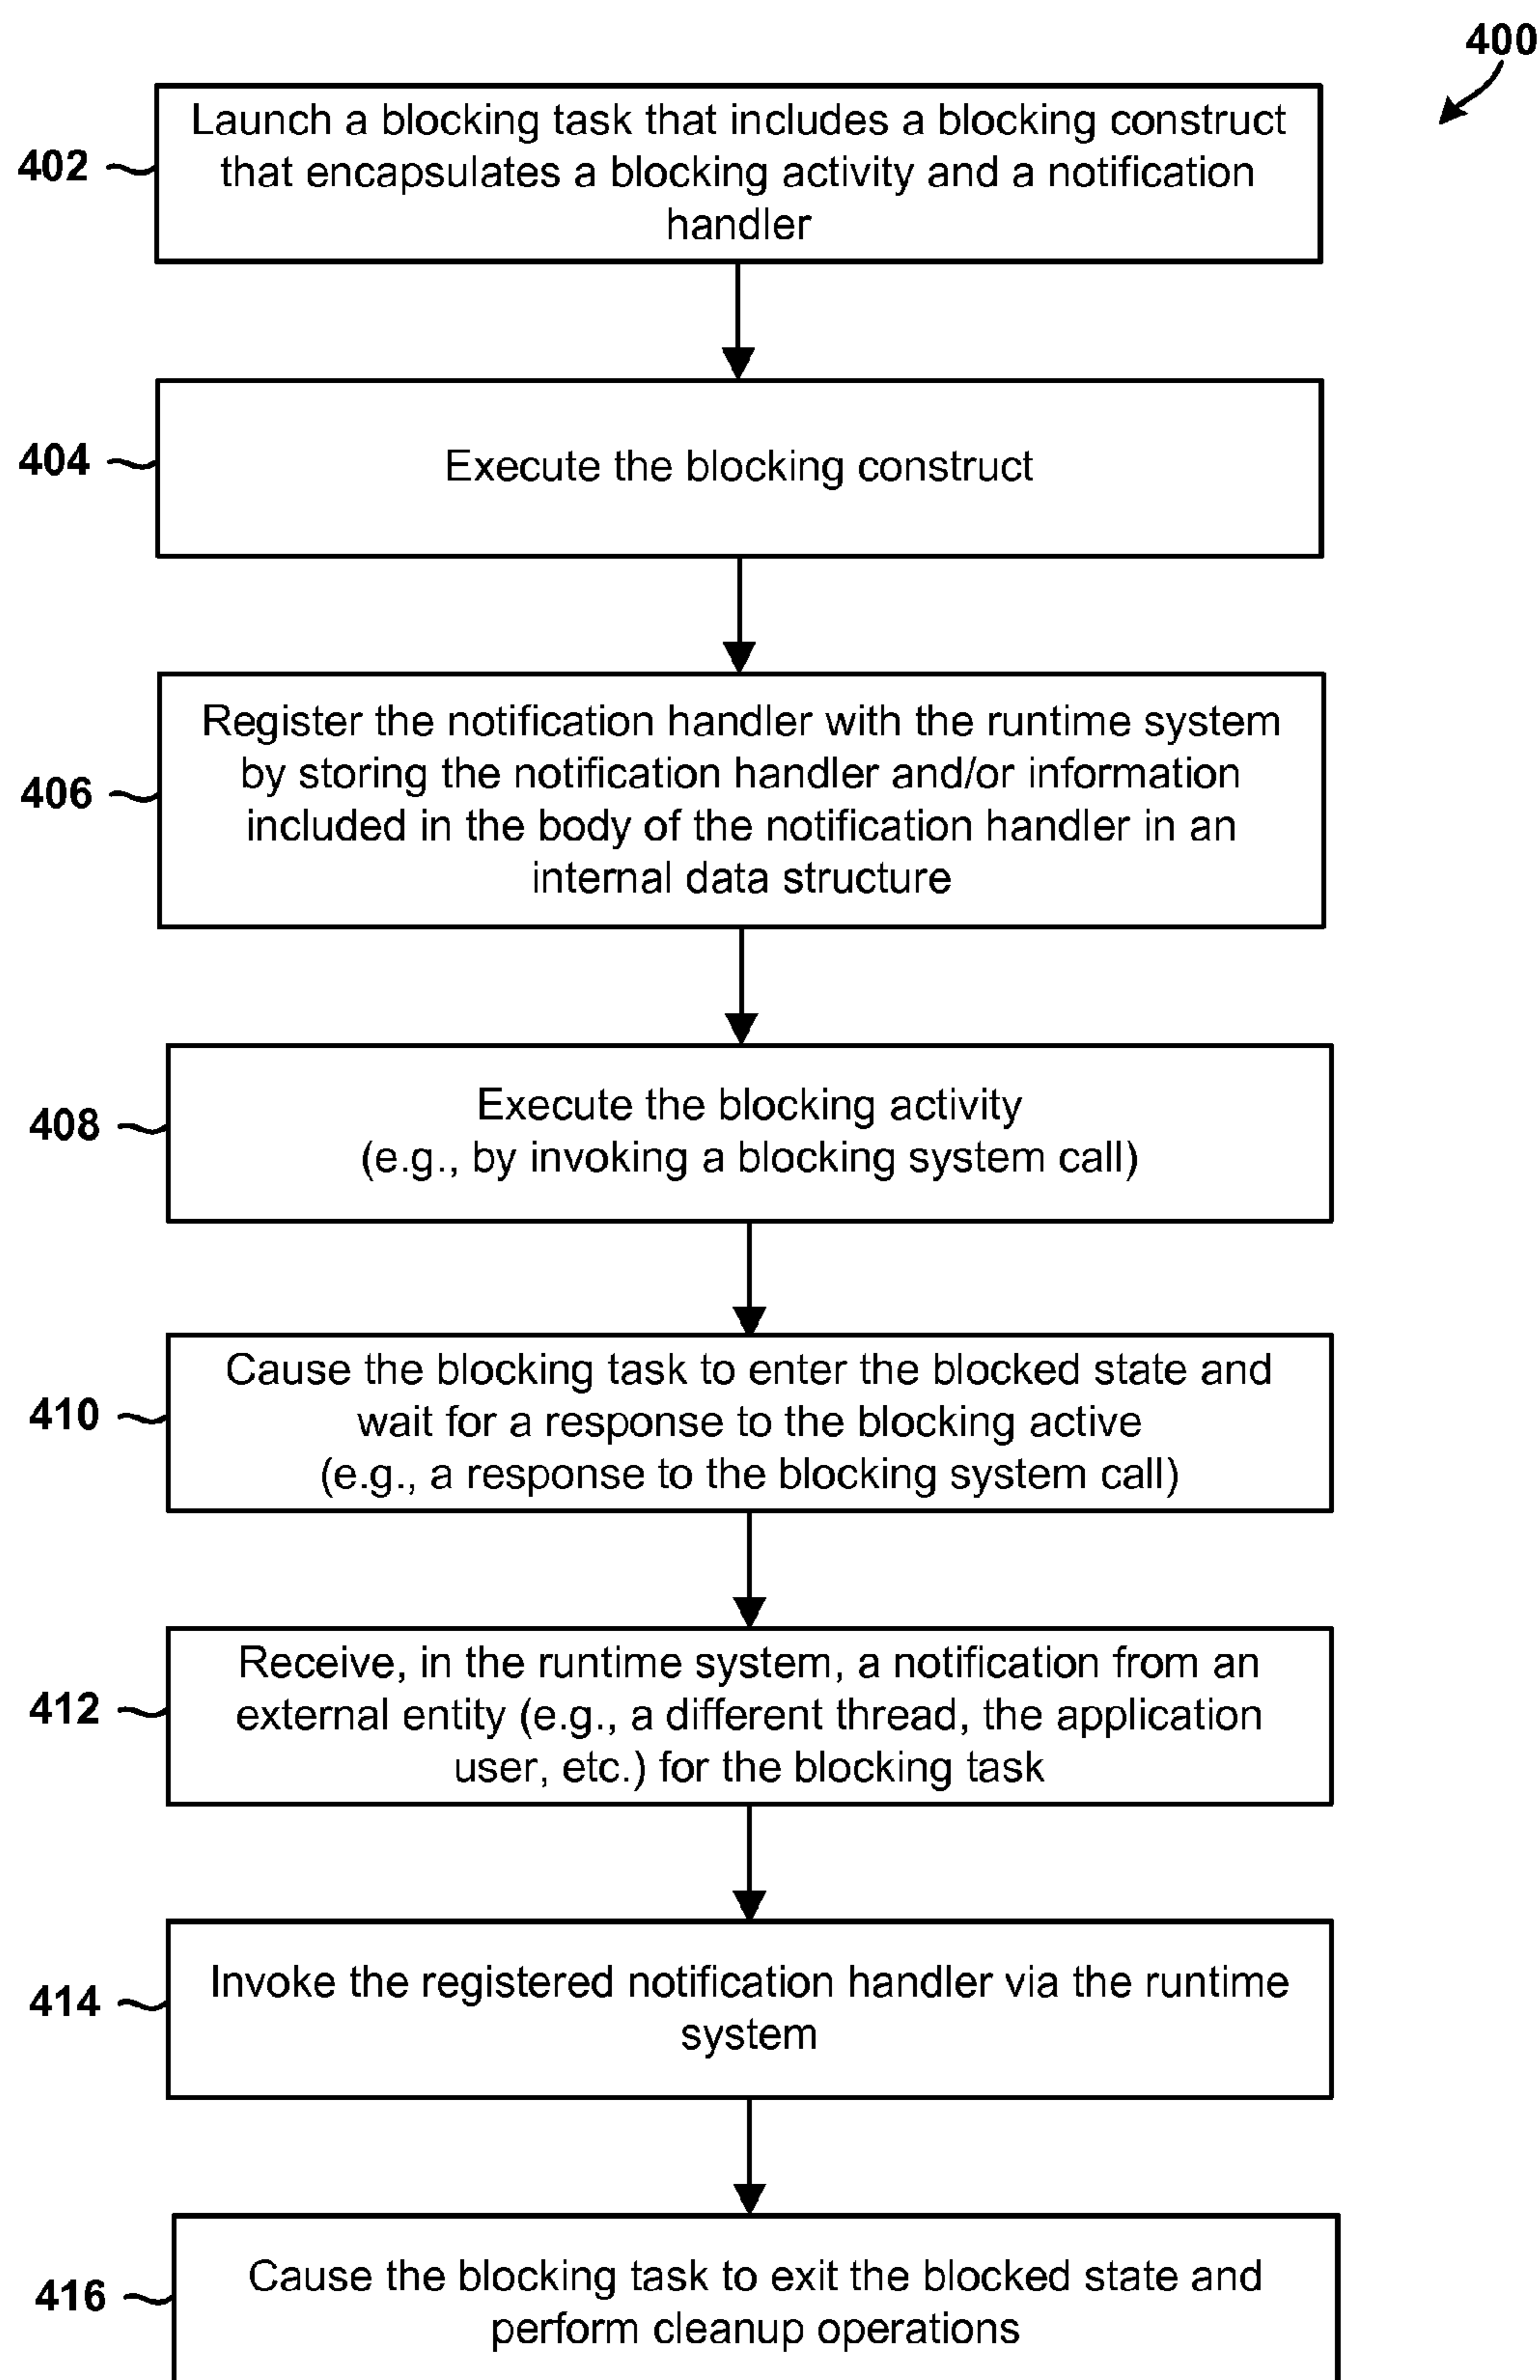 400
402
Launch a blocking task that includes a blocking construct
that encapsulates a blocking activity and a notification
handler
404
Execute the blocking construct
406
Register the notification handler with the runtime system
by storing the notification handler and/or information
included in the body of the notification handler in an
internal data structure
408
Execute the blocking activity
(e.g., by invoking a blocking system call)
410
Cause the blocking task to enter the blocked state and
wait for a response to the blocking active
(e.g., a response to the blocking system call)
412
Receive, in the runtime system, a notification from an
external entity (e.g., a different thread, the application
user, etc.) for the blocking task
414
Invoke the registered notification handler via the runtime
system
416
Cause the blocking task to exit the blocked state and
perform cleanup operations